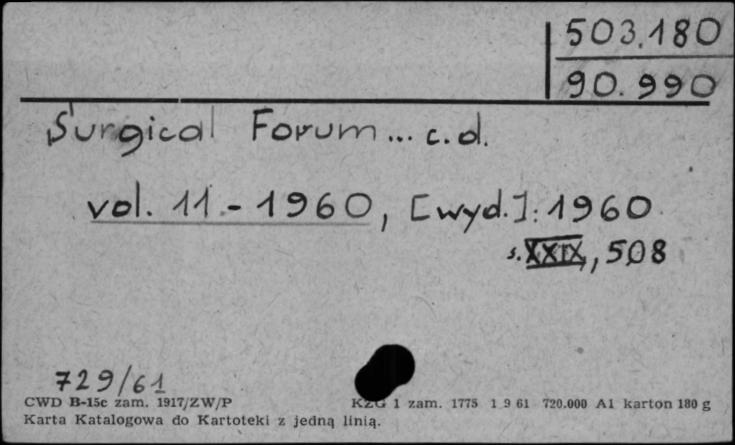 503.180
90.990
Surgical Forum... c.d.
vol. 11.-1960, [wyd.]: 1960
s. XXIX, 508
729/61
CWD B-15c zam. 1917/ZW/P KZG 1 zam. 1775 1 9 61 720.000 A1 karton 180 g
Karta Katalogowa do Kartoteki z jedną linią.